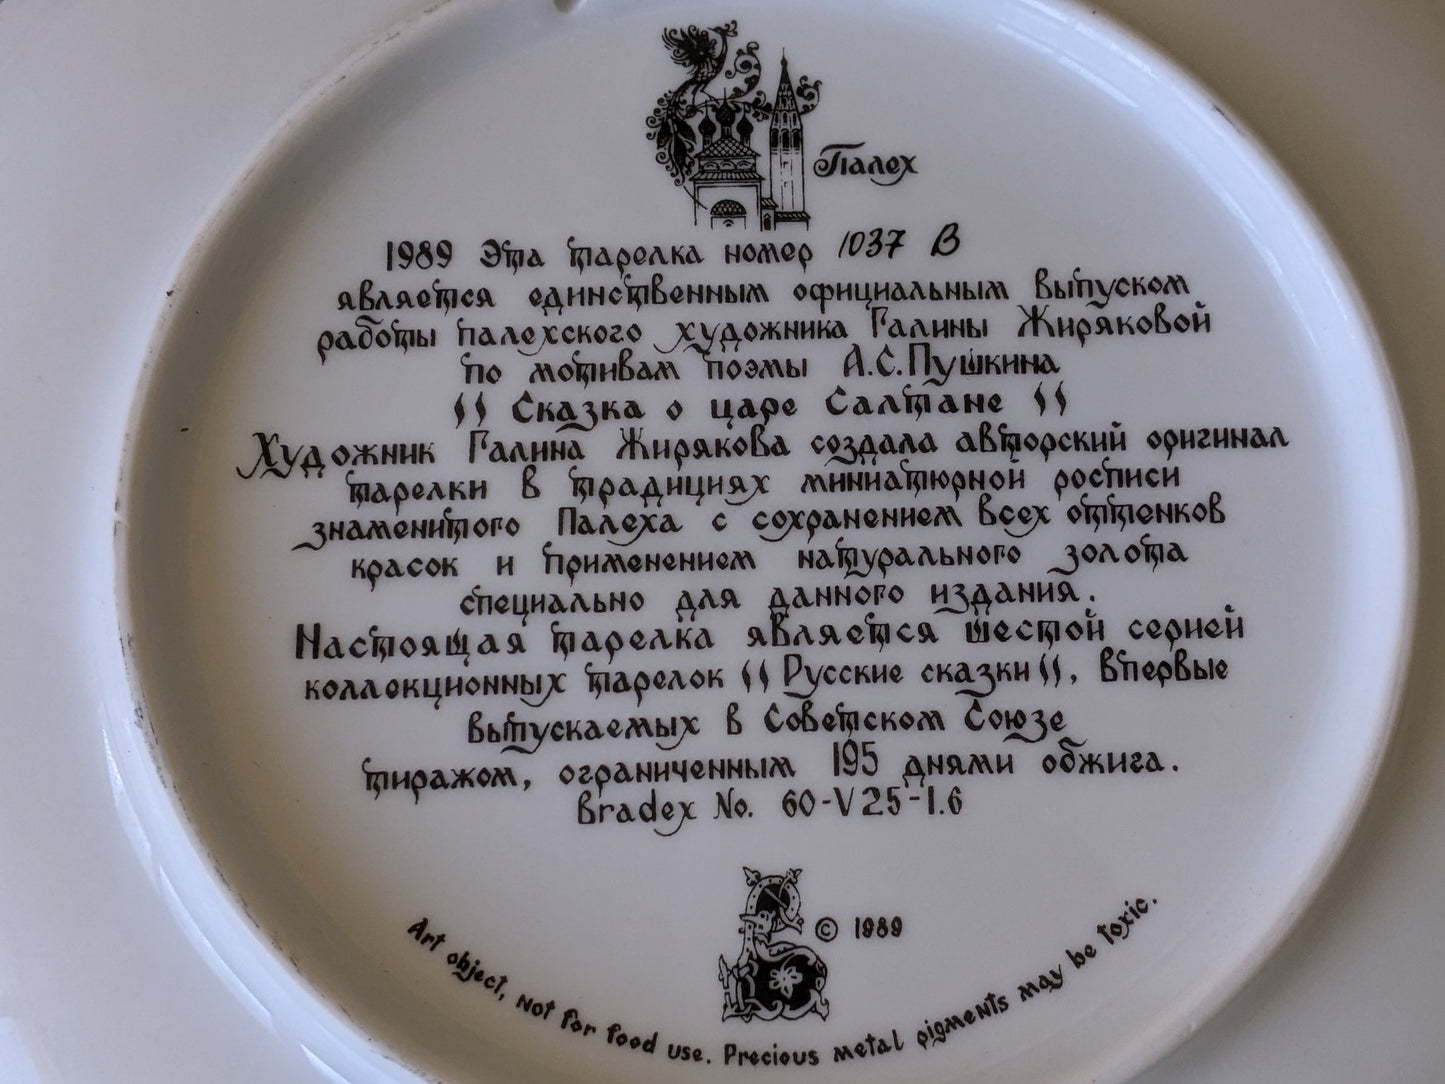 Палех
1989 Эта тарелка номер 1037 B
является единственным официальным выпуском
работы палехского художника Галины Жиряковой
по мотивам поэмы А.С.Пушкина
"Сказка о царе Салтане"
Художник Галина Жирякова создала авторский оригинал
тарелки в традициях миниатюрной росписи
знаменитого Палеха с сохранением всех оттенков
красок и применением натурального золота
специально для данного издания.
Настоящая тарелка является шестой серией
коллекционных тарелок "Русские сказки", впервые
выпускаемых в Советском Союзе
тиражом, ограниченным 195 днями обжига.
Bradex No. 60-V25-1.6
© 1989
Art object, not for food use. Precious metal pigments may be toxic.